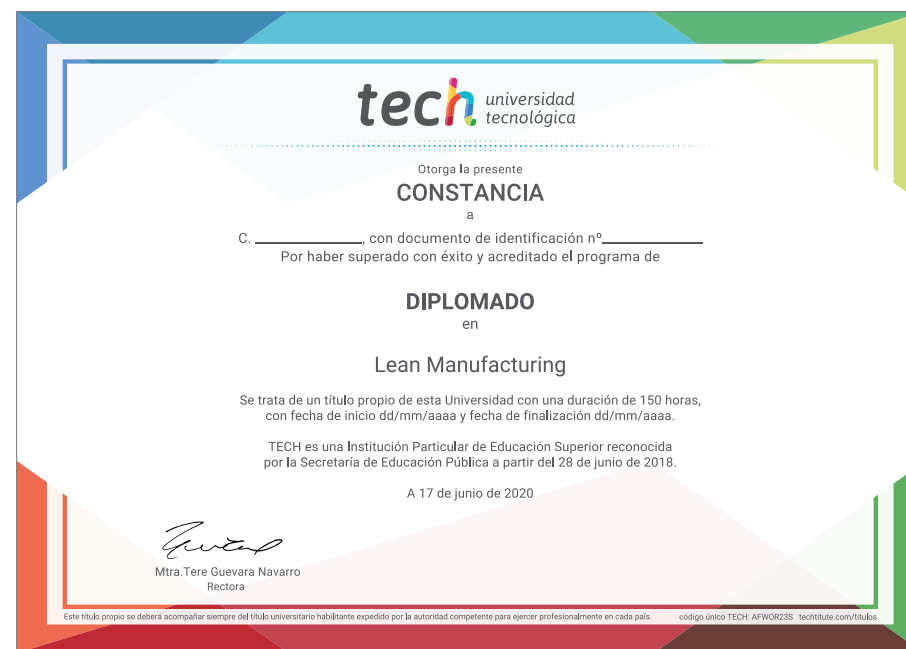 tech universidad
tecnológica
Otorga la presente
CONSTANCIA
a
C. ______________, con documento de identificación nº_____________
Por haber superado con éxito y acreditado el programa de
DIPLOMADO
en
Lean Manufacturing
Se trata de un título propio de esta Universidad con una duración de 150 horas,
con fecha de inicio dd/mm/aaaa y fecha de finalización dd/mm/aaaa.
TECH es una Institución Particular de Educación Superior reconocida
por la Secretaría de Educación Pública a partir del 28 de junio de 2018.
A 17 de junio de 2020
Mtra.Tere Guevara Navarro
Rectora
Este título propio se deberá acompañar siempre del título universitario habilitante expedido por la autoridad competente para ejercer profesionalmente en cada país. código único TECH: AFWOR23S techtitute.com/titulos